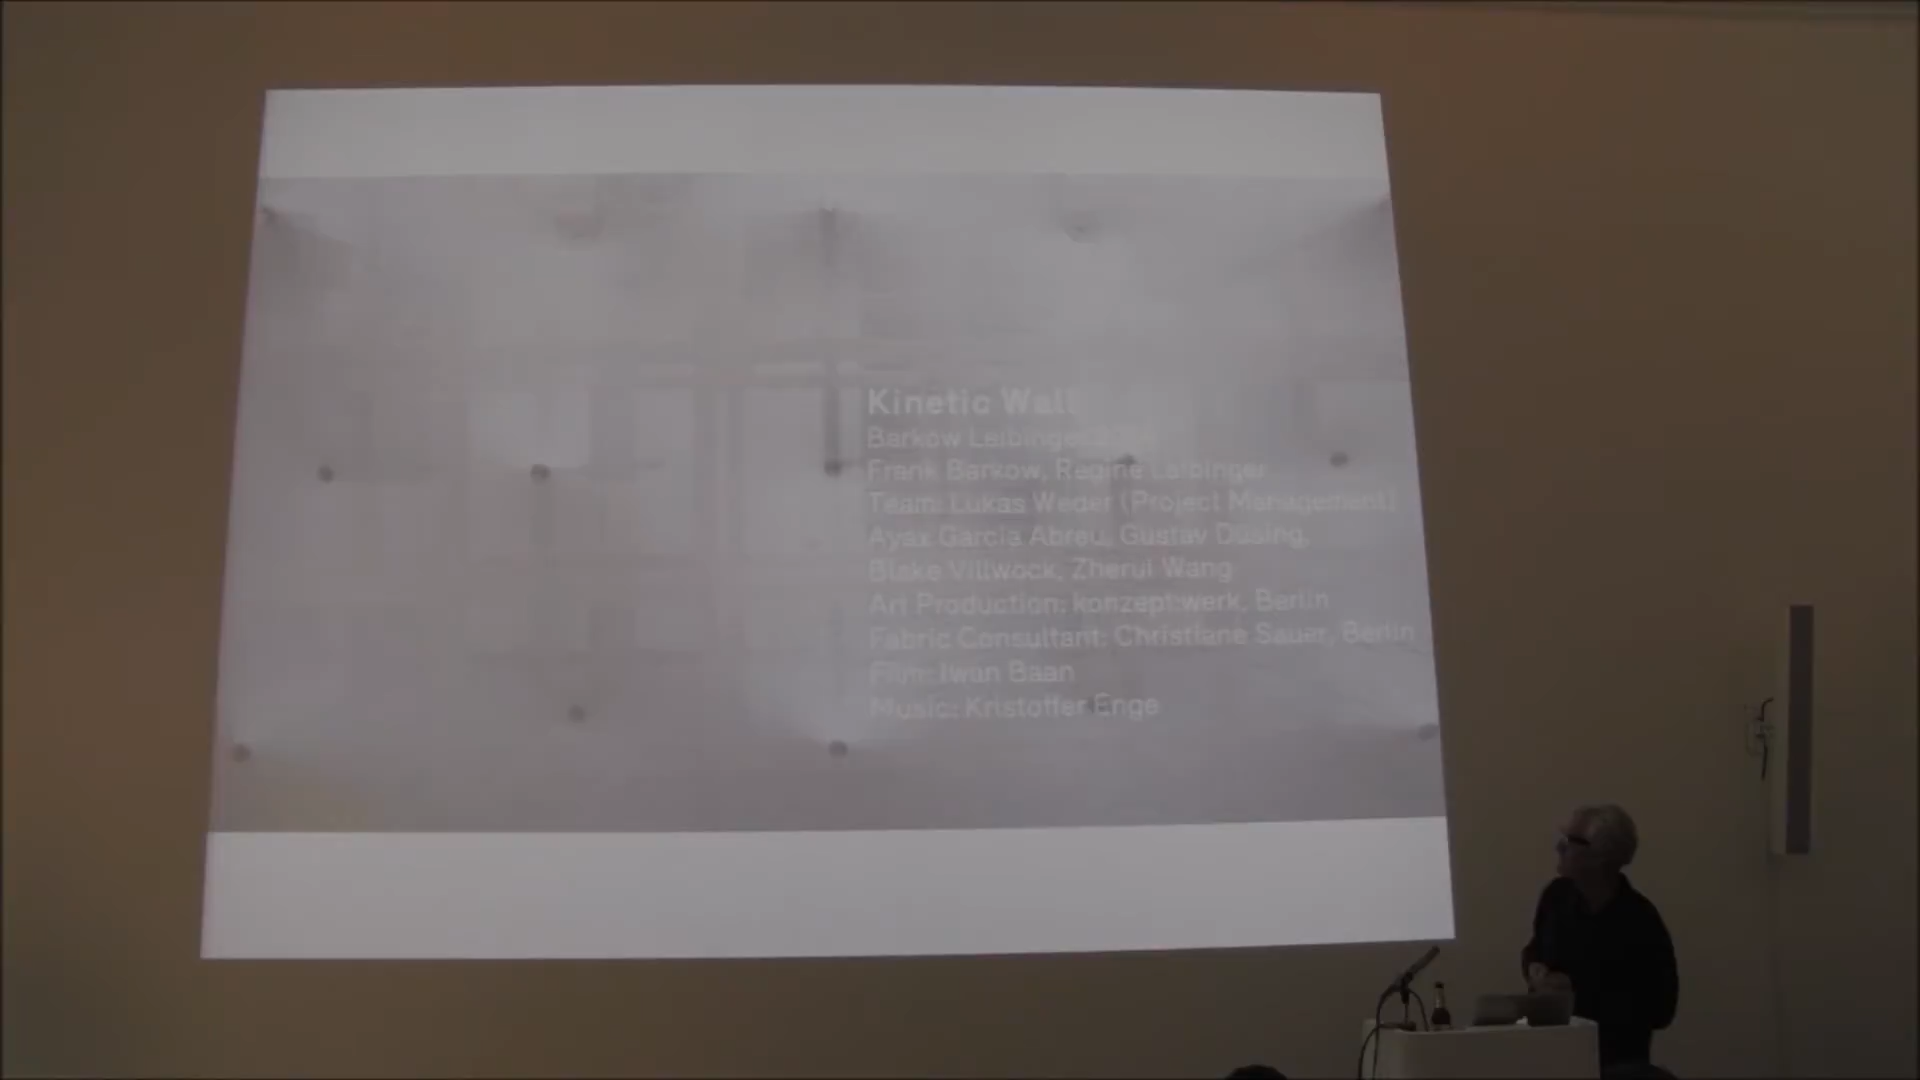 Kinetic Wall
Barkow Leibinger
Frank Barkow, Regine Leibinger
Team: Lukas Weder (Project Management)
Ayax Garcia Abreu, Gustav Düsing,
Blake Villwock, Zherui Wang
Art Production: konzeptwerk, Berlin
Fabric Consultant: Christiane Sauer, Berlin
Film: Iwan Baan
Music: Kristoffer Enge